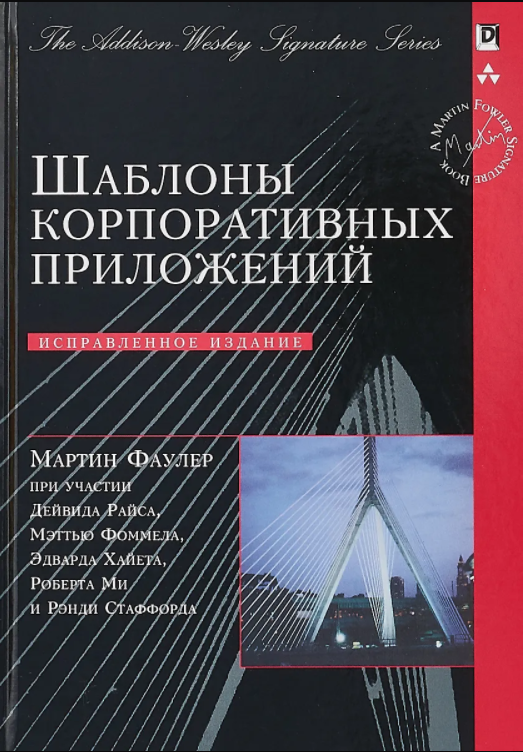 The Addison-Wesley Signature Series
D
A MARTIN FOWLER SIGNATURE BOOK
Martin
ШАБЛОНЫ
КОРПОРАТИВНЫХ
ПРИЛОЖЕНИЙ
ИСПРАВЛЕННОЕ ИЗДАНИЕ
МАРТИН ФАУЛЕР
ПРИ УЧАСТИИ
ДЕЙВИДА РАЙСА,
МЭТТЬЮ ФОММЕЛА,
ЭДВАРДА ХАЙЕТА,
РОБЕРТА МИ
И РЭНДИ СТАФФОРДА